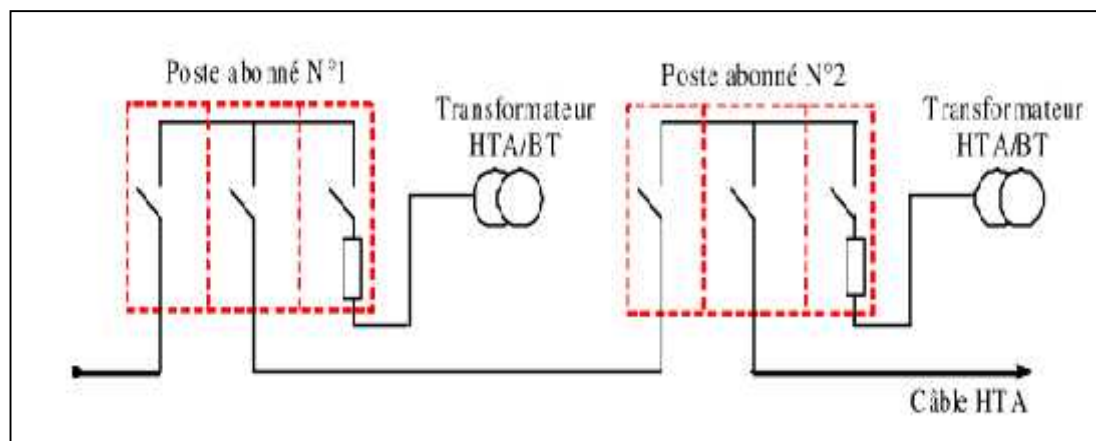 Poste abonné N°1
Transformateur
HTA/BT
Poste abonné N°2
Transformateur
HTA/BT
Câble HTA